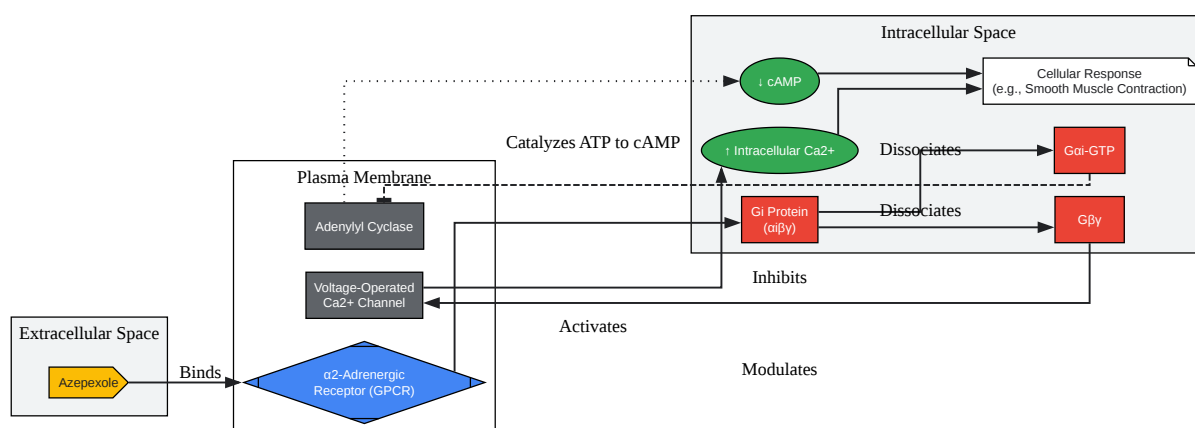 Intracellular Space
↓ cAMP
Cellular Response
(e.g., Smooth Muscle Contraction)
Catalyzes ATP to cAMP
↑ Intracellular Ca2+
Dissociates
Gαi-GTP
Plasma Membrane
Adenylyl Cyclase
Gi Protein
(αiβγ)
Dissociates
Gβγ
Voltage-Operated
Ca2+ Channel
Inhibits
Activates
Extracellular Space
Azepexole
Binds
α2-Adrenergic
Receptor (GPCR)
Modulates